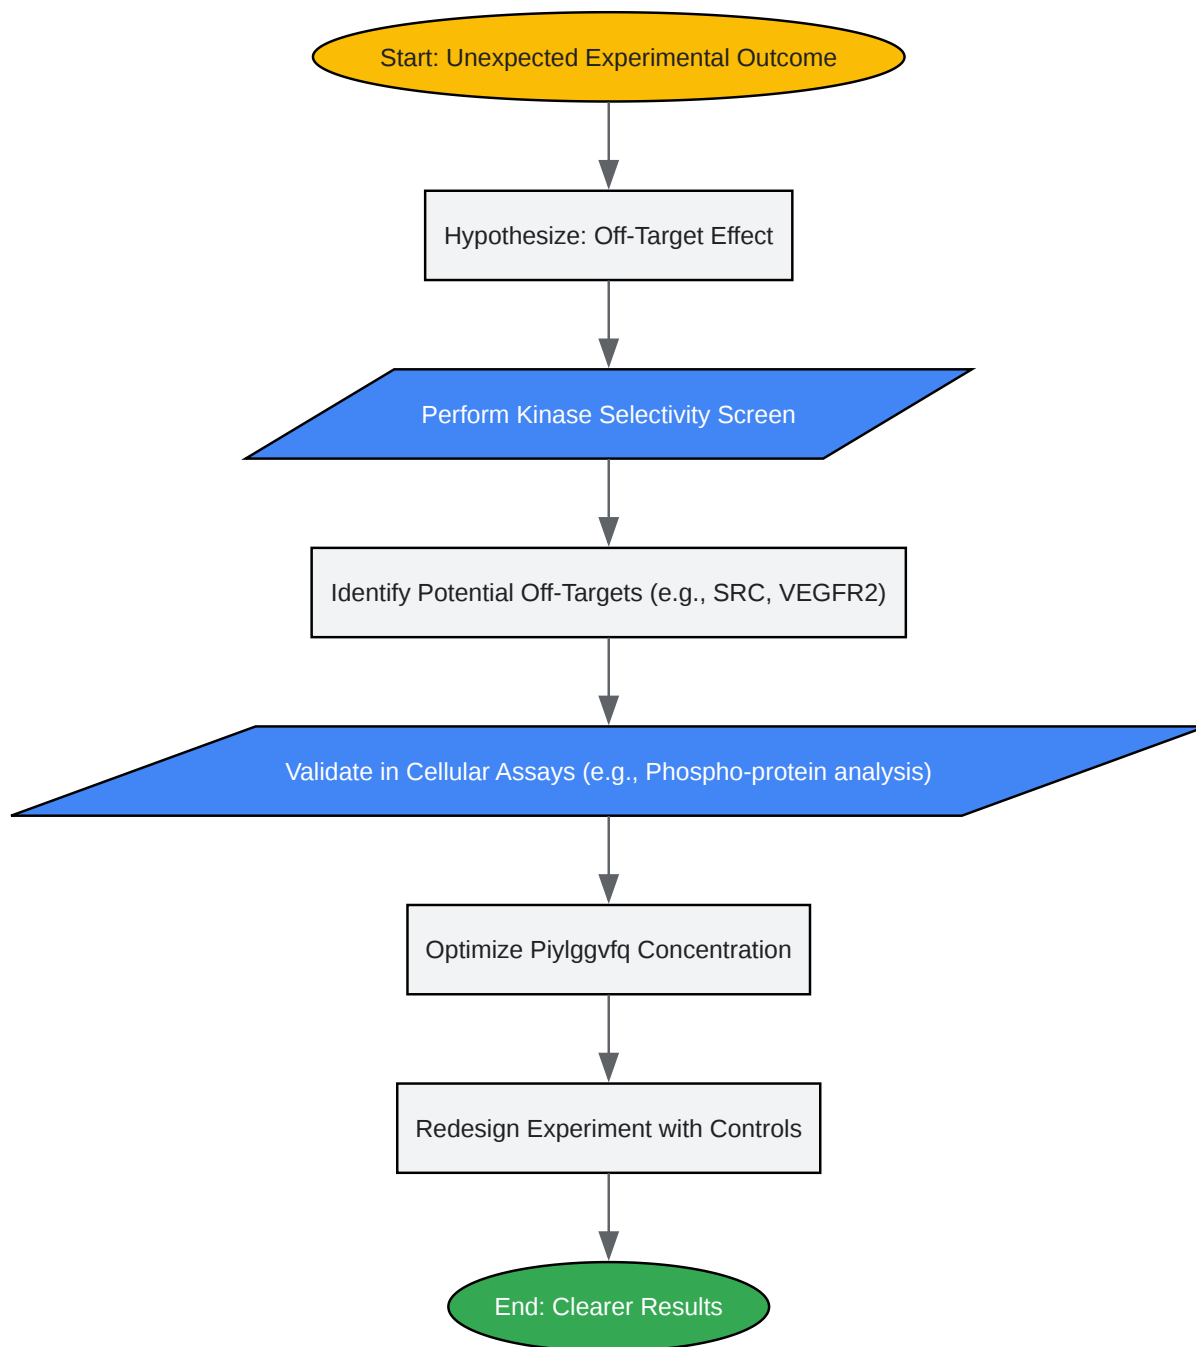 Start: Unexpected Experimental Outcome
Hypothesize: Off-Target Effect
Perform Kinase Selectivity Screen
Identify Potential Off-Targets (e.g., SRC, VEGFR2)
Validate in Cellular Assays (e.g., Phospho-protein analysis)
Optimize Piylggvfq Concentration
Redesign Experiment with Controls
End: Clearer Results